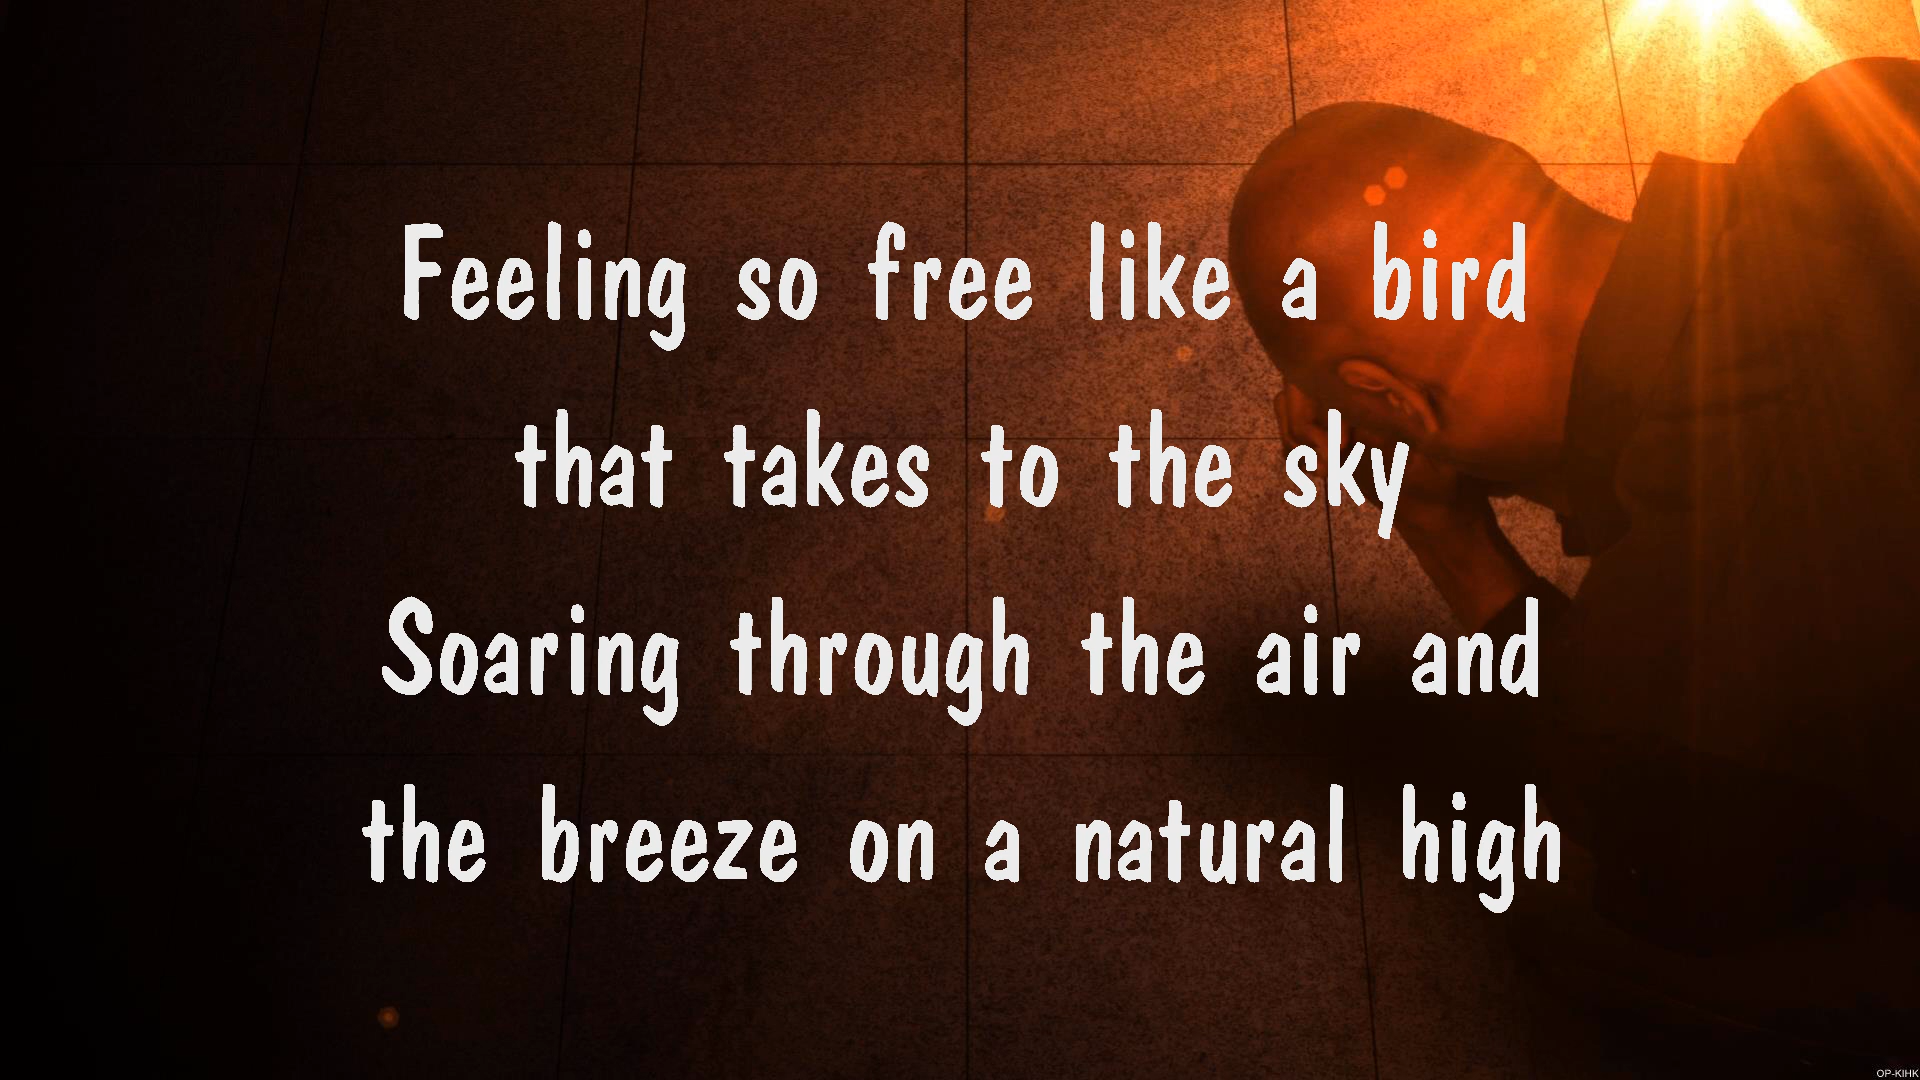 Feeling so free like a bird
that takes to the sky
Soaring through the air and
the breeze on a natural high
OP-KIHK